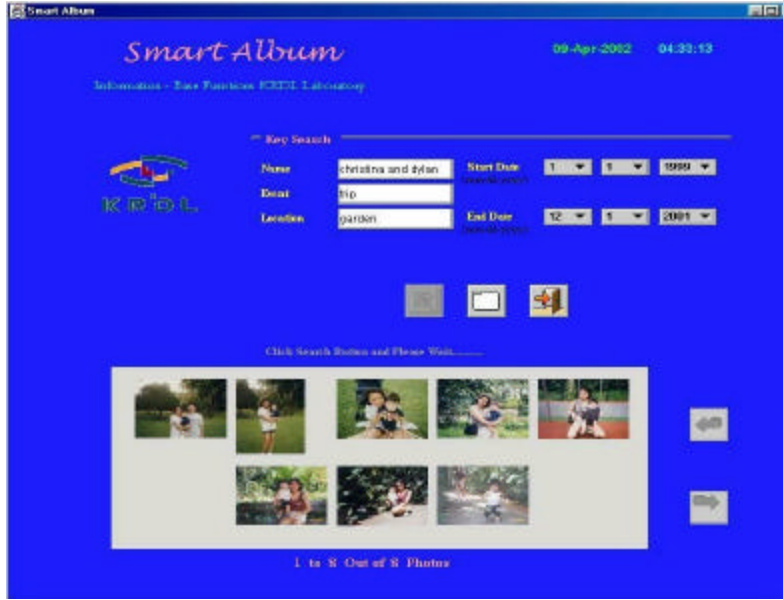 Smart Album
Smart Album
09-Apr-2002 04:33:13
Information - Base Functions KRDL Laboratory
Key Search
Name christina and dylan Start Date 1 1 1999
Event trip
Location garden End Date 12 1 2001
KRDL
Click Search Button and Please Wait.........
1 to 8 Out of 8 Photos